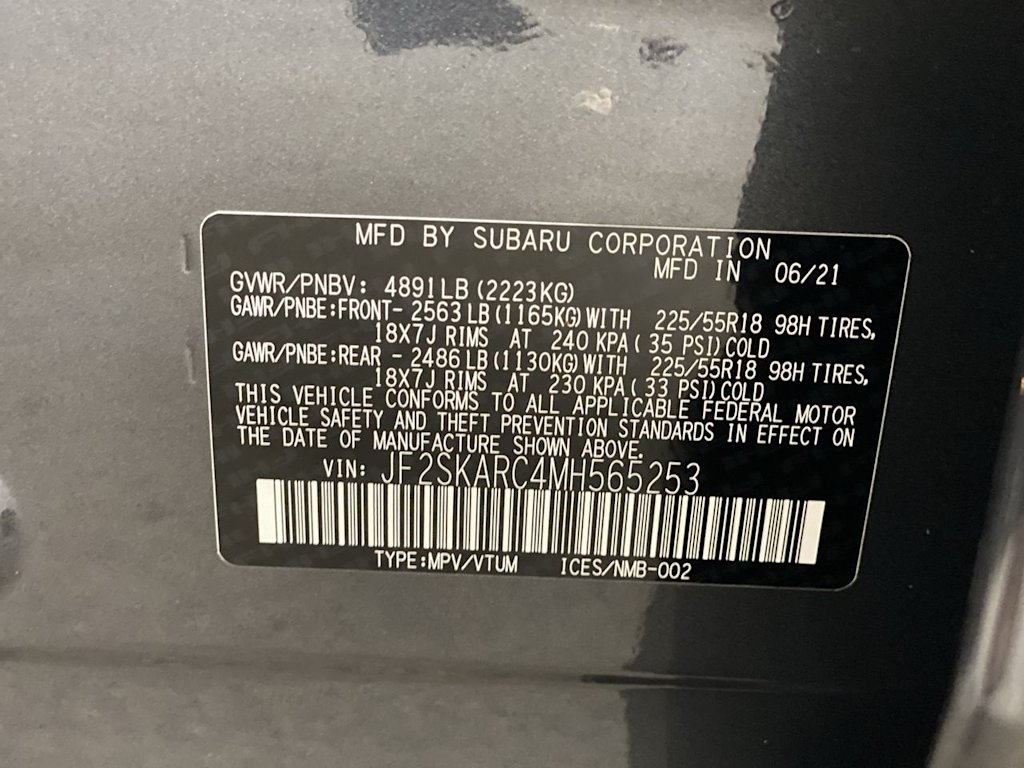 MFD BY SUBARU CORPORATION
MFD IN 06/21
GVWR/PNBV: 4891LB (2223KG)
GAWR/PNBE:FRONT- 2563 LB (1165KG) WITH 225/55R18 98H TIRES,
18X7J RIMS AT 240 KPA ( 35 PSI) COLD
GAWR/PNBE:REAR - 2486 LB (1130KG) WITH 225/55R18 98H TIRES,
18X7J RIMS AT 230 KPA ( 33 PSI) COLD
THIS VEHICLE CONFORMS TO ALL APPLICABLE FEDERAL MOTOR
VEHICLE SAFETY AND THEFT PREVENTION STANDARDS IN EFFECT ON
THE DATE OF MANUFACTURE SHOWN ABOVE.
VIN: JF2SKARC4MH565253
TYPE:MPV/VTUM ICES/NMB-002